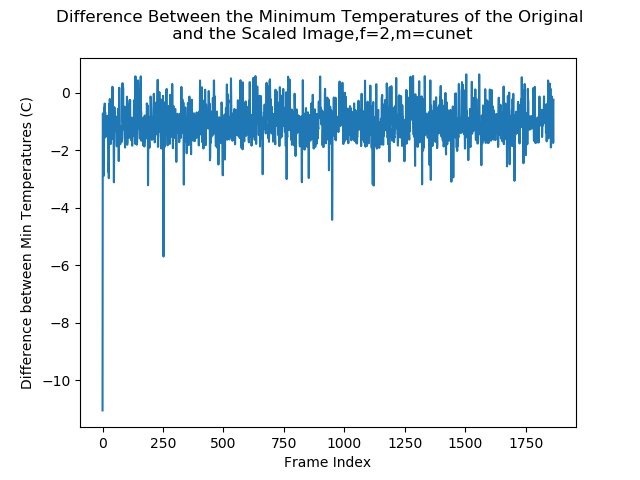 Difference Between the Minimum Temperatures of the Original
and the Scaled Image,f=2,m=cunet
Difference between Min Temperatures (C)
0
−2
−4
−6
−8
−10
0 250 500 750 1000 1250 1500 1750
Frame Index